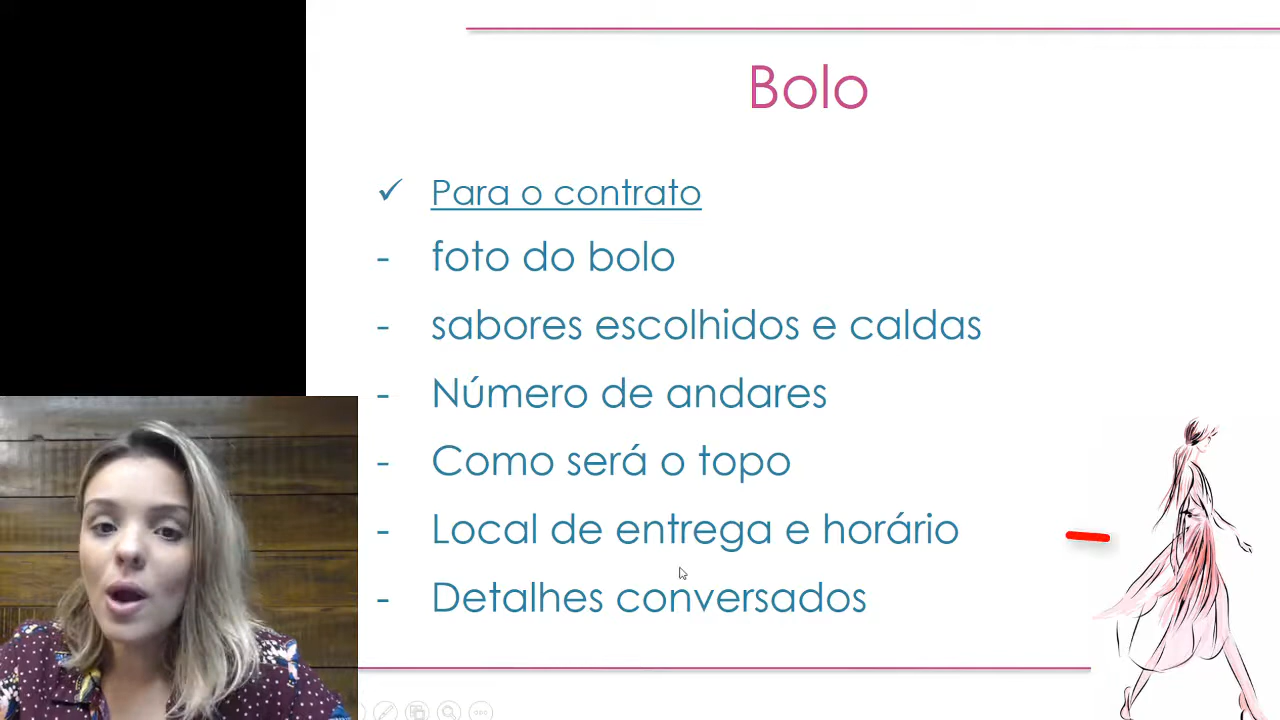 Bolo
✓ Para o contrato
- foto do bolo
- sabores escolhidos e caldas
- Número de andares
- Como será o topo
- Local de entrega e horário
- Detalhes conversados